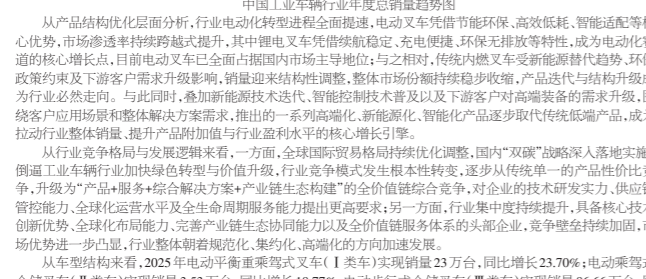 中国工业车辆行业年度总销量趋势图
从产品结构优化层面分析，行业电动化转型进程全面提速，电动叉车凭借节能环保、高效低耗、智能适配等核
心优势，市场渗透率持续跨越式提升，其中锂电叉车凭借续航稳定、充电便捷、环保无排放等特性，成为电动化赛
道的核心增长点，目前电动叉车已全面占据国内市场主导地位；与之相对，传统内燃叉车受新能源替代趋势、环保
政策约束及下游客户需求升级影响，销量迎来结构性调整，整体市场份额持续稳步收缩，产品迭代与结构升级成
为行业必然走向。与此同时，叠加新能源技术迭代、智能控制技术普及以及下游客户对高端装备的需求升级，围
绕客户应用场景和整体解决方案需求，推出的一系列高端化、新能源化、智能化产品逐步取代传统低端产品，成为
拉动行业整体销量、提升产品附加值与行业盈利水平的核心增长引擎。
从行业竞争格局与发展逻辑来看，一方面，全球国际贸易格局持续优化调整，国内“双碳”战略深入落地实施，
倒逼工业车辆行业加快绿色转型与价值升级，行业竞争模式发生根本性转变，逐步从传统单一的产品性价比竞
争，升级为“产品+服务+综合解决方案+产业链生态构建”的全价值链综合竞争，对企业的技术研发实力、供应链
管控能力、全球化运营水平及全生命周期服务能力提出更高要求；另一方面，行业集中度持续提升，具备核心技术
创新优势、全球化布局能力、完善产业链生态协同能力以及全价值链服务体系的头部企业，竞争壁垒持续加固，市
场优势进一步凸显，行业整体朝着规范化、集约化、高端化的方向加速发展。
从车型结构来看，2025年电动平衡重乘驾式叉车（Ⅰ类车）实现销量23万台，同比增长23.70%；电动乘驾式